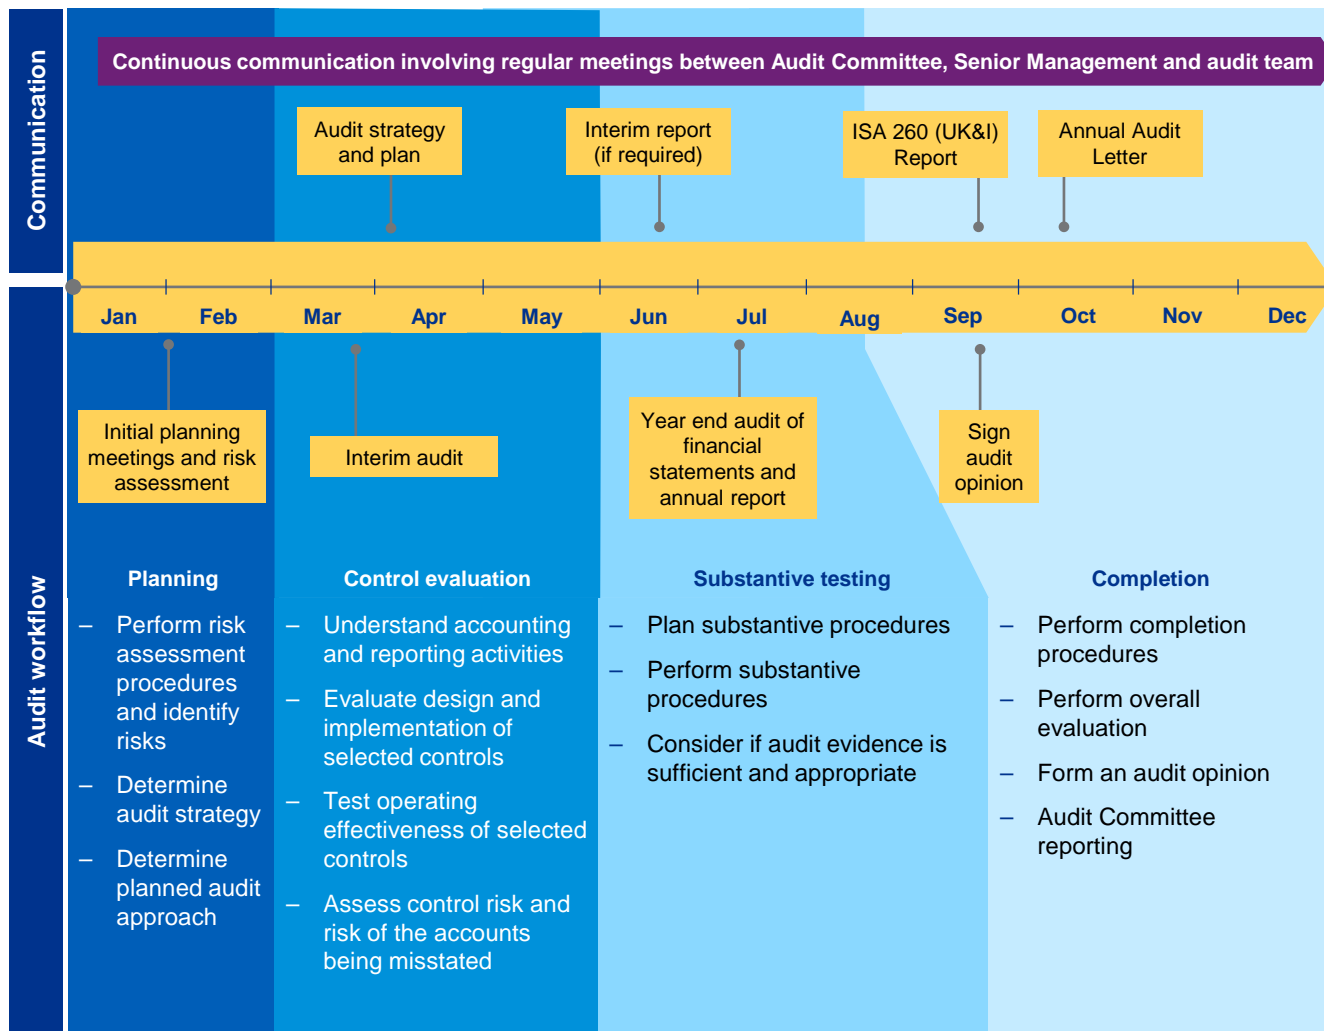 Communication
Continuous communication involving regular meetings between Audit Committee, Senior Management and audit team
Audit strategy
and plan
Interim report
(if required)
ISA 260 (UK&I)
Report
Annual Audit
Letter
Jan
Feb
Mar
Apr
May
Jun
Jul
Aug
Sep
Oct
Nov
Dec
Audit workflow
Initial planning
meetings and risk
assessment
Interim audit
Year end audit of
financial
statements and
annual report
Sign
audit
opinion
Planning
– Perform risk
assessment
procedures
and identify
risks
– Determine
audit strategy
– Determine
planned audit
approach
Control evaluation
– Understand accounting
and reporting activities
– Evaluate design and
implementation of
selected controls
– Test operating
effectiveness of selected
controls
– Assess control risk and
risk of the accounts
being misstated
Substantive testing
– Plan substantive procedures
– Perform substantive
procedures
– Consider if audit evidence is
sufficient and appropriate
Completion
– Perform completion
procedures
– Perform overall
evaluation
– Form an audit opinion
– Audit Committee
reporting